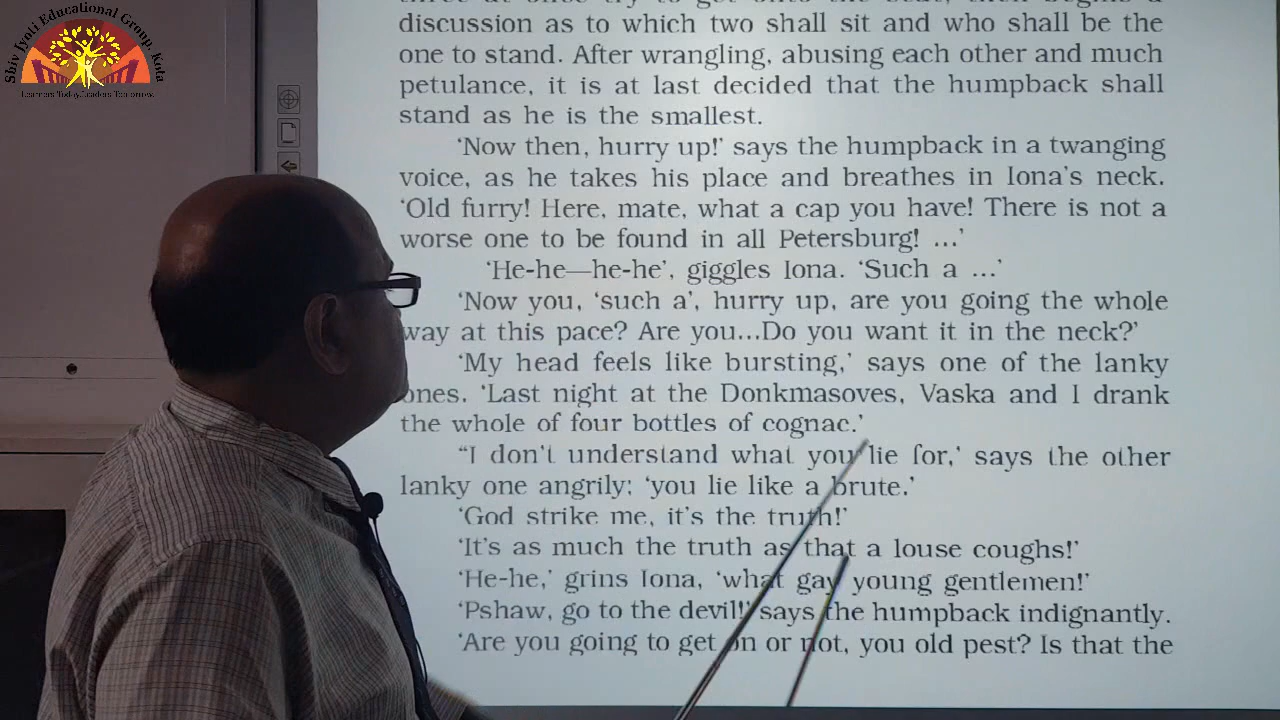 Shiv Jyoti Educational Group, Kota
Learners Today, Leaders Tomorrow.
three at once try to get onto the seat, then begins a
discussion as to which two shall sit and who shall be the
one to stand. After wrangling, abusing each other and much
petulance, it is at last decided that the humpback shall
stand as he is the smallest.
‘Now then, hurry up!’ says the humpback in a twanging
voice, as he takes his place and breathes in Iona’s neck.
‘Old furry! Here, mate, what a cap you have! There is not a
worse one to be found in all Petersburg! ...’
‘He-he—he-he’, giggles Iona. ‘Such a ...’
‘Now you, ‘such a’, hurry up, are you going the whole
way at this pace? Are you...Do you want it in the neck?’
‘My head feels like bursting,’ says one of the lanky
ones. ‘Last night at the Donkmasoves, Vaska and I drank
the whole of four bottles of cognac.’
“I don’t understand what you lie for,’ says the other
lanky one angrily; ‘you lie like a brute.’
‘God strike me, it’s the truth!’
‘It’s as much the truth as that a louse coughs!’
‘He-he,’ grins Iona, ‘what gay young gentlemen!’
‘Pshaw, go to the devil!’ says the humpback indignantly.
‘Are you going to get on or not, you old pest? Is that the